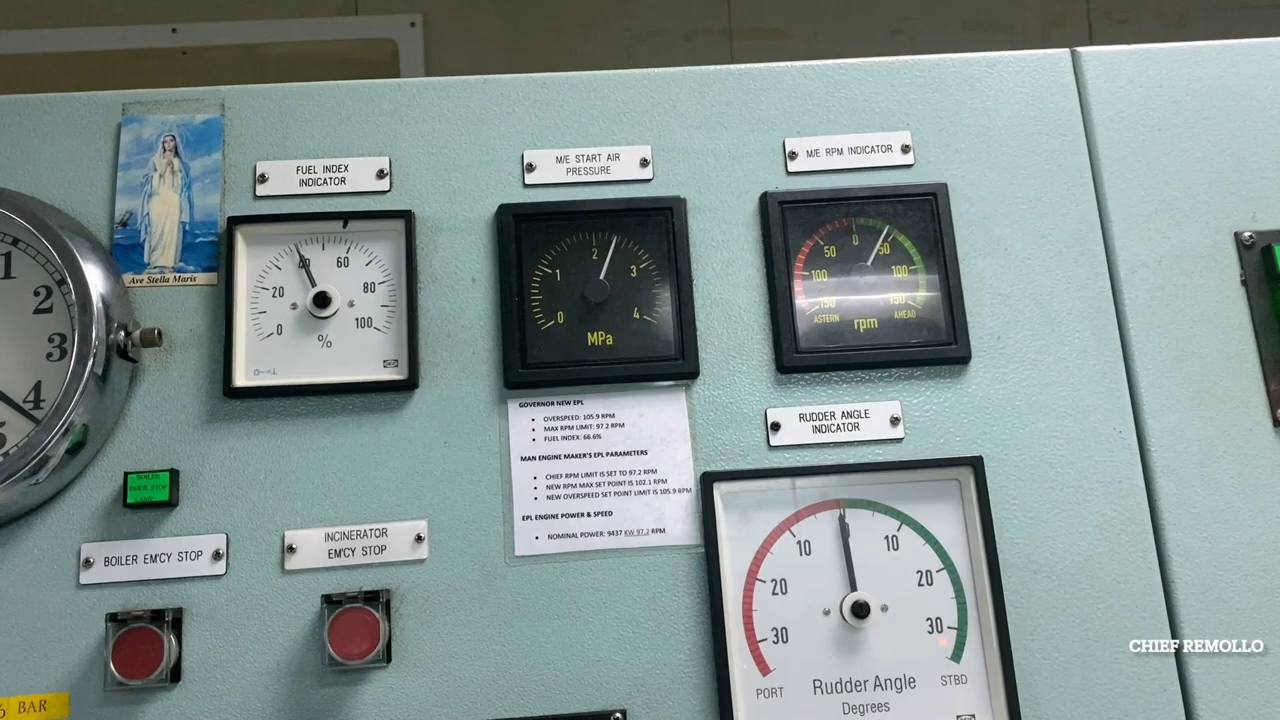 Ave Stella Maris
1
2
3
4
5
FUEL INDEX
INDICATOR
0
20
40
60
80
100
%
M/E START AIR
PRESSURE
0
1
2
3
4
MPa
M/E RPM INDICATOR
150
100
50
0
50
100
150
ASTERN
AHEAD
rpm
GOVERNOR NEW EPL
• OVERSPEED: 105.9 RPM
• MAX RPM LIMIT: 97.2 RPM
• FUEL INDEX: 66.6%
MAN ENGINE MAKER'S EPL PARAMETERS
• CHIEF RPM LIMIT IS SET TO 97.2 RPM
• NEW RPM MAX SET POINT IS 102.1 RPM
• NEW OVERSPEED SET POINT LIMIT IS 105.9 RPM
EPL ENGINE POWER & SPEED
• NOMINAL POWER: 9437 KW 97.2 RPM
RUDDER ANGLE
INDICATOR
30
20
10
10
20
30
PORT
STBD
Rudder Angle
Degrees
BOILER
EMER. STOP
LAMP
BOILER EM'CY STOP
INCINERATOR
EM'CY STOP
BAR
CHIEF REMOLLO